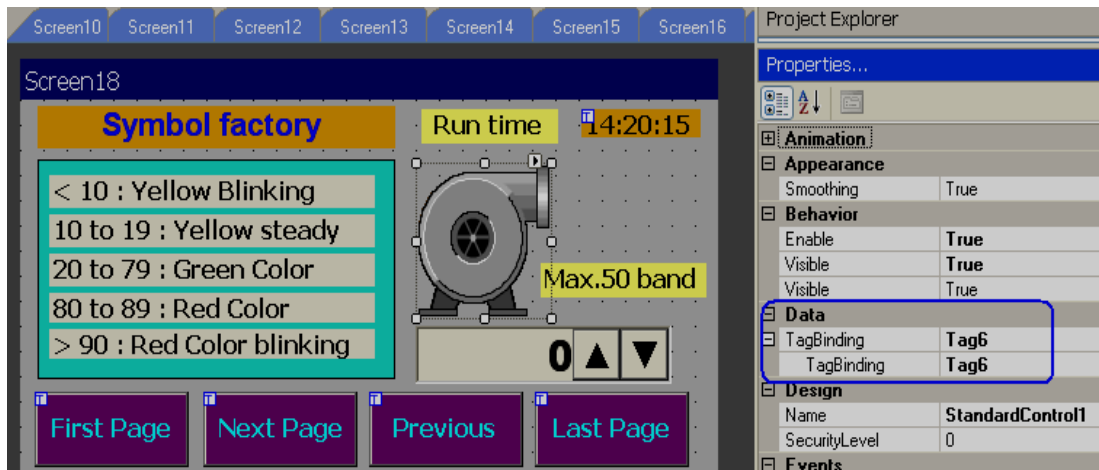 Screen10 Screen11 Screen12 Screen13 Screen14 Screen15 Screen16
Screen18
Symbol factory
Run time
14:20:15
< 10 : Yellow Blinking
10 to 19 : Yellow steady
20 to 79 : Green Color
80 to 89 : Red Color
> 90 : Red Color blinking
Max.50 band
0
First Page
Next Page
Previous
Last Page
Project Explorer
Properties...
Animation
Appearance
Smoothing True
Behavior
Enable True
Visible True
Visible True
Data
TagBinding Tag6
TagBinding Tag6
Design
Name StandardControl1
SecurityLevel 0
Events